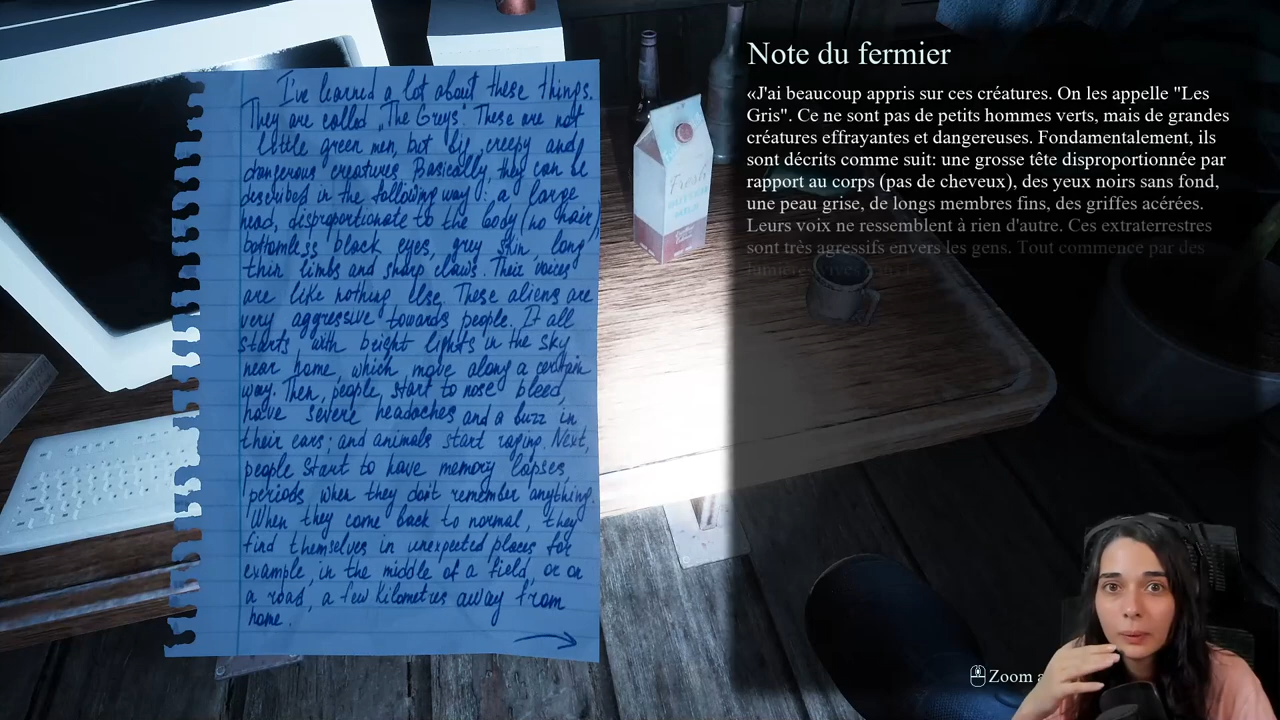 I've learned a lot about these things.
They are called „The Greys". These are not
little green men, but big, creepy and
dangerous creatures. Basically, they can be
described in the following way: a large
head, disproportionate to the body (no hair),
bottomless black eyes, grey skin, long
thin limbs and sharp claws. Their voices
are like nothing else. These aliens are
very aggressive towards people. It all
starts with bright lights in the sky
near home, which move along a certain
way. Then, people start to nose bleed,
have severe headaches and a buzz in
their ears; and animals start raging. Next,
people start to have memory lapses,
periods, when they don't remember anything.
When they come back to normal, they
find themselves in unexpected places for
example, in the middle of a field, or on
a road, a few kilometres away from
home.
Fresh
Note du fermier
«J'ai beaucoup appris sur ces créatures. On les appelle "Les
Gris". Ce ne sont pas de petits hommes verts, mais de grandes
créatures effrayantes et dangereuses. Fondamentalement, ils
sont décrits comme suit: une grosse tête disproportionnée par
rapport au corps (pas de cheveux), des yeux noirs sans fond,
une peau grise, de longs membres fins, des griffes acérées.
Leurs voix ne ressemblent à rien d'autre. Ces extraterrestres
sont très agressifs envers les gens. Tout commence par des
lumières vives
Zoom